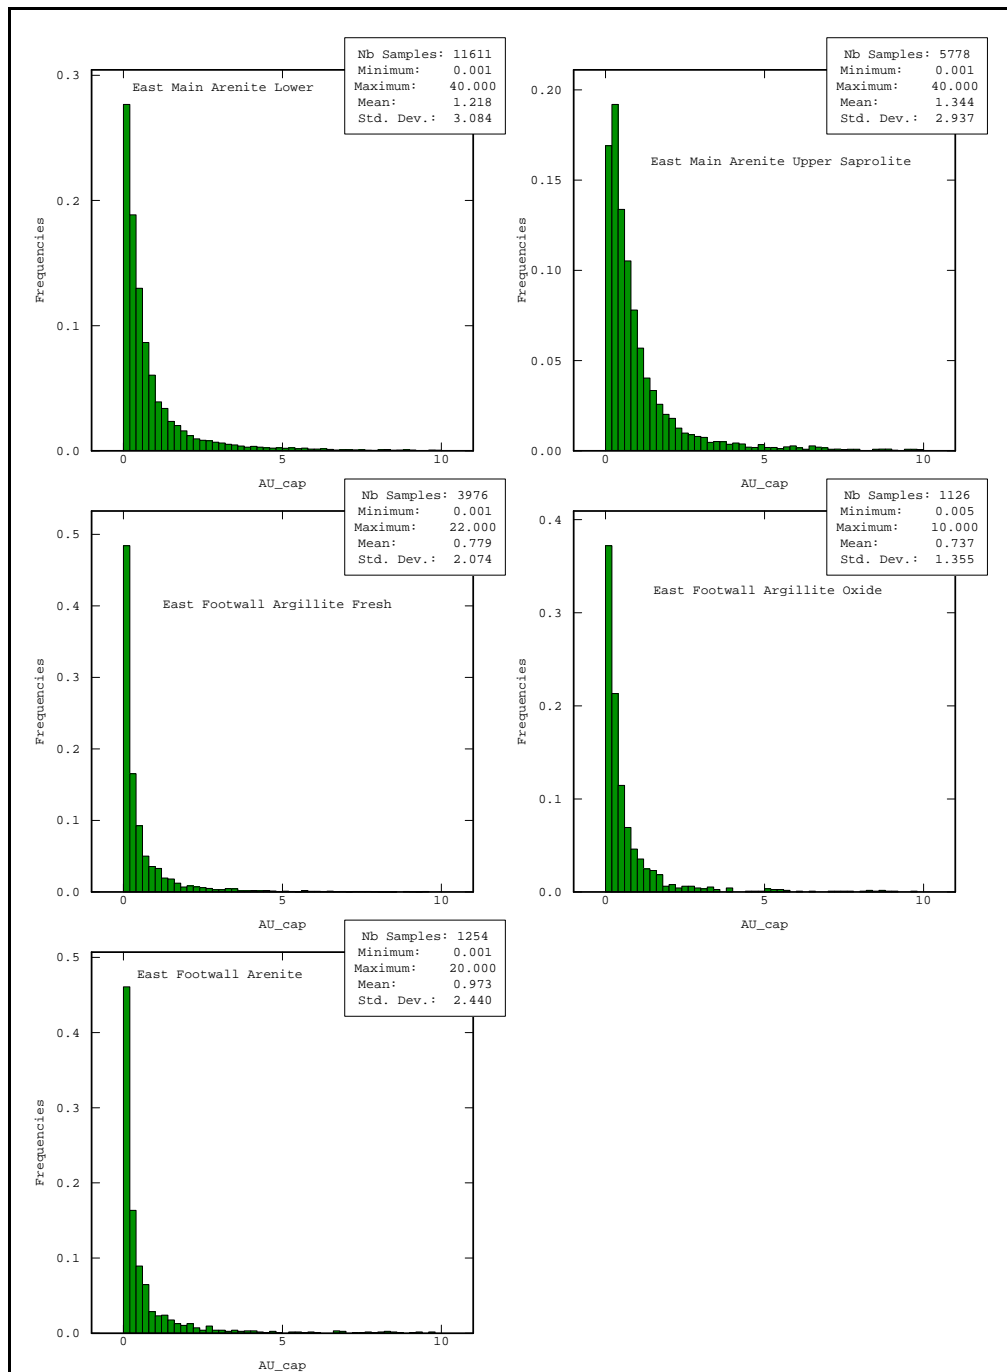 Nb Samples: 11611
Minimum: 0.001
Maximum: 40.000
Mean: 1.218
Std. Dev.: 3.084
East Main Arenite Lower
0.3
0.2
0.1
0.0
Frequencies
0 5 10
AU_cap
Nb Samples: 5778
Minimum: 0.001
Maximum: 40.000
Mean: 1.344
Std. Dev.: 2.937
East Main Arenite Upper Saprolite
0.20
0.15
0.10
0.05
0.00
Frequencies
0 5 10
AU_cap
Nb Samples: 3976
Minimum: 0.001
Maximum: 22.000
Mean: 0.779
Std. Dev.: 2.074
East Footwall Argillite Fresh
0.5
0.4
0.3
0.2
0.1
0.0
Frequencies
0 5 10
AU_cap
Nb Samples: 1126
Minimum: 0.005
Maximum: 10.000
Mean: 0.737
Std. Dev.: 1.355
East Footwall Argillite Oxide
0.4
0.3
0.2
0.1
0.0
Frequencies
0 5 10
AU_cap
Nb Samples: 1254
Minimum: 0.001
Maximum: 20.000
Mean: 0.973
Std. Dev.: 2.440
East Footwall Arenite
0.5
0.4
0.3
0.2
0.1
0.0
Frequencies
0 5 10
AU_cap